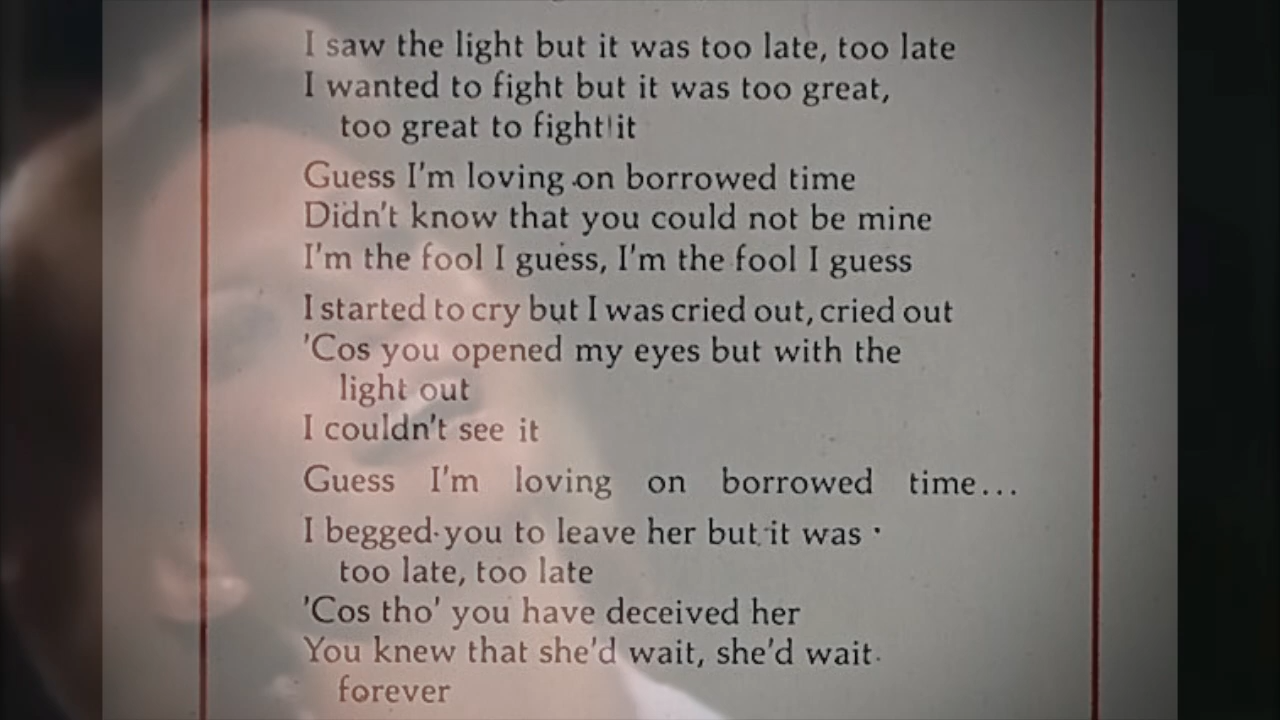 I saw the light but it was too late, too late
I wanted to fight but it was too great,
too great to fight it
Guess I'm loving on borrowed time
Didn't know that you could not be mine
I'm the fool I guess, I'm the fool I guess
I started to cry but I was cried out, cried out
'Cos you opened my eyes but with the
light out
I couldn't see it
Guess I'm loving on borrowed time...
I begged you to leave her but it was
too late, too late
'Cos tho' you have deceived her
You knew that she'd wait, she'd wait
forever